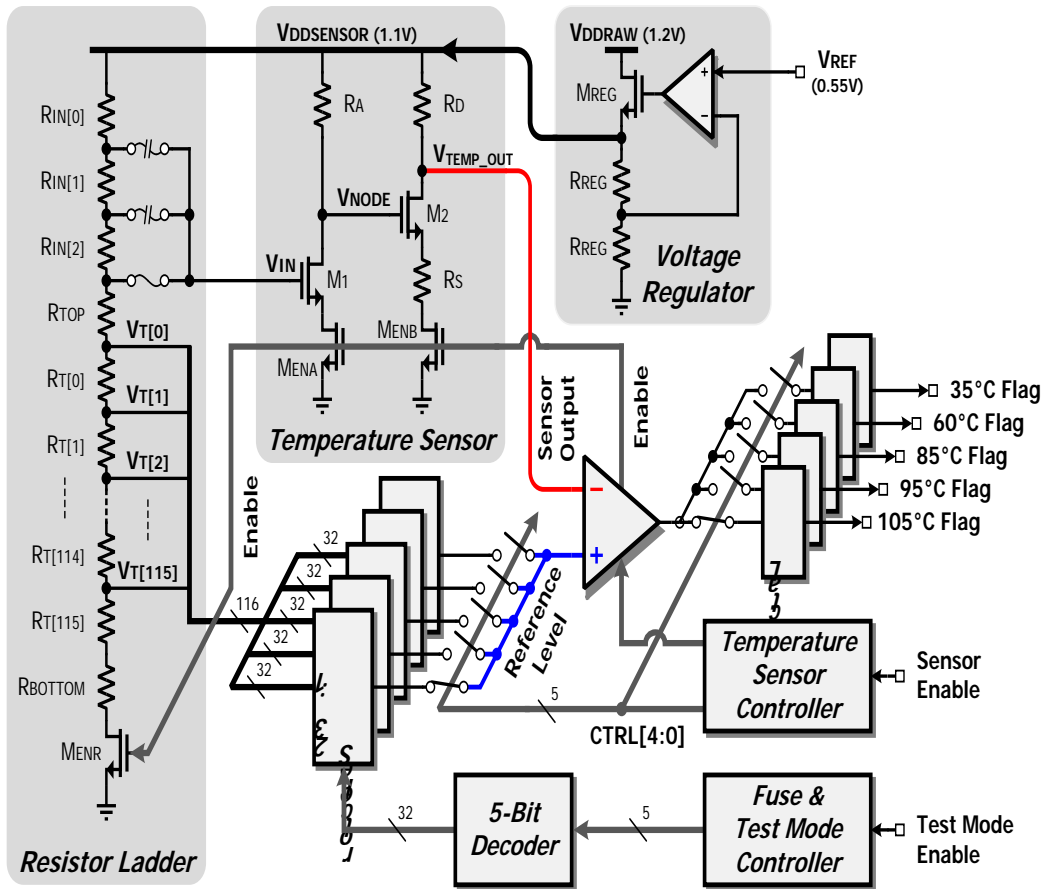 VDDSENSOR (1.1V)
VDDRAW (1.2V)
VREF
(0.55V)
MREG
+
−
RREG
RREG
Voltage
Regulator
RIN[0]
RIN[1]
RIN[2]
RTOP
VT[0]
RT[0]
VT[1]
RT[1]
VT[2]
RT[114]
VT[115]
RT[115]
RBOTTOM
MENR
Resistor Ladder
RA
RD
VTEMP_OUT
VNODE
M2
VIN
M1
RS
MENB
MENA
Temperature Sensor
Sensor
Output
Enable
Enable
−
+
35°C Flag
60°C Flag
85°C Flag
95°C Flag
105°C Flag
32
32
116
32
32
32
Reference
Level
5
CTRL[4:0]
Temperature
Sensor
Controller
Sensor
Enable
32
5-Bit
Decoder
5
Fuse &
Test Mode
Controller
Test Mode
Enable